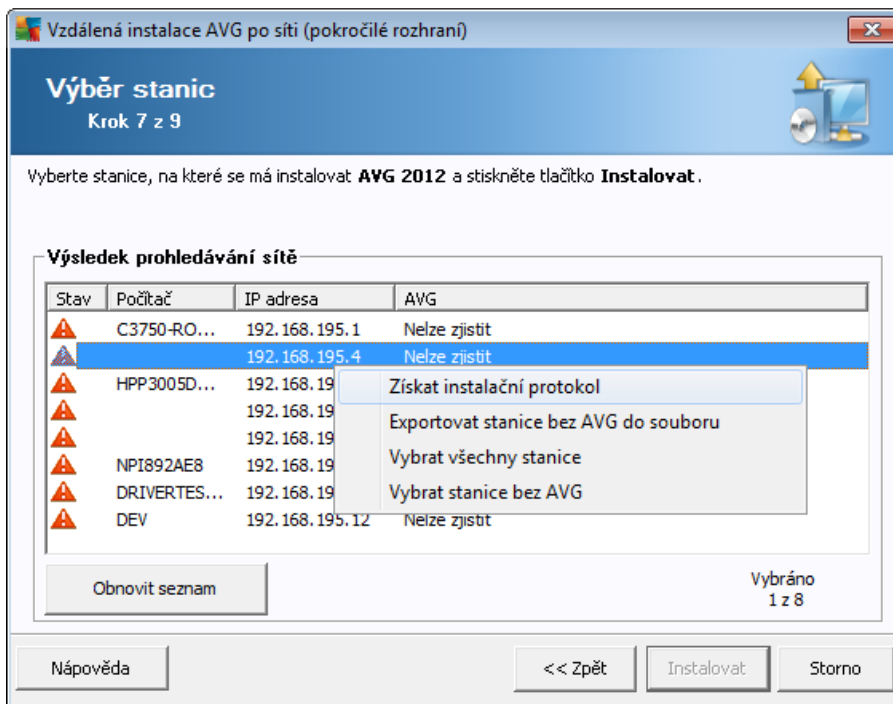 Vzdálená instalace AVG po síti (pokročilé rozhraní)
Výběr stanic
Krok 7 z 9
Vyberte stanice, na které se má instalovat AVG 2012 a stiskněte tlačítko Instalovat.
Výsledek prohledávání sítě
Stav Počítač IP adresa AVG
C3750-RO... 192.168.195.1 Nelze zjistit
192.168.195.4 Nelze zjistit
HPP3005D... 192.168.19
192.168.19
192.168.19
NPI892AE8 192.168.19
DRIVERTES... 192.168.19
DEV 192.168.195.12 Nelze zjistit
Získat instalační protokol
Exportovat stanice bez AVG do souboru
Vybrat všechny stanice
Vybrat stanice bez AVG
Obnovit seznam
Vybráno
1 z 8
Nápověda << Zpět Instalovat Storno